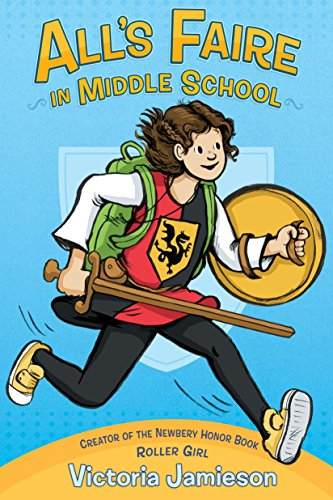 ALL'S FAIRE
IN MIDDLE SCHOOL
CREATOR OF THE NEWBERY HONOR BOOK
ROLLER GIRL
Victoria Jamieson